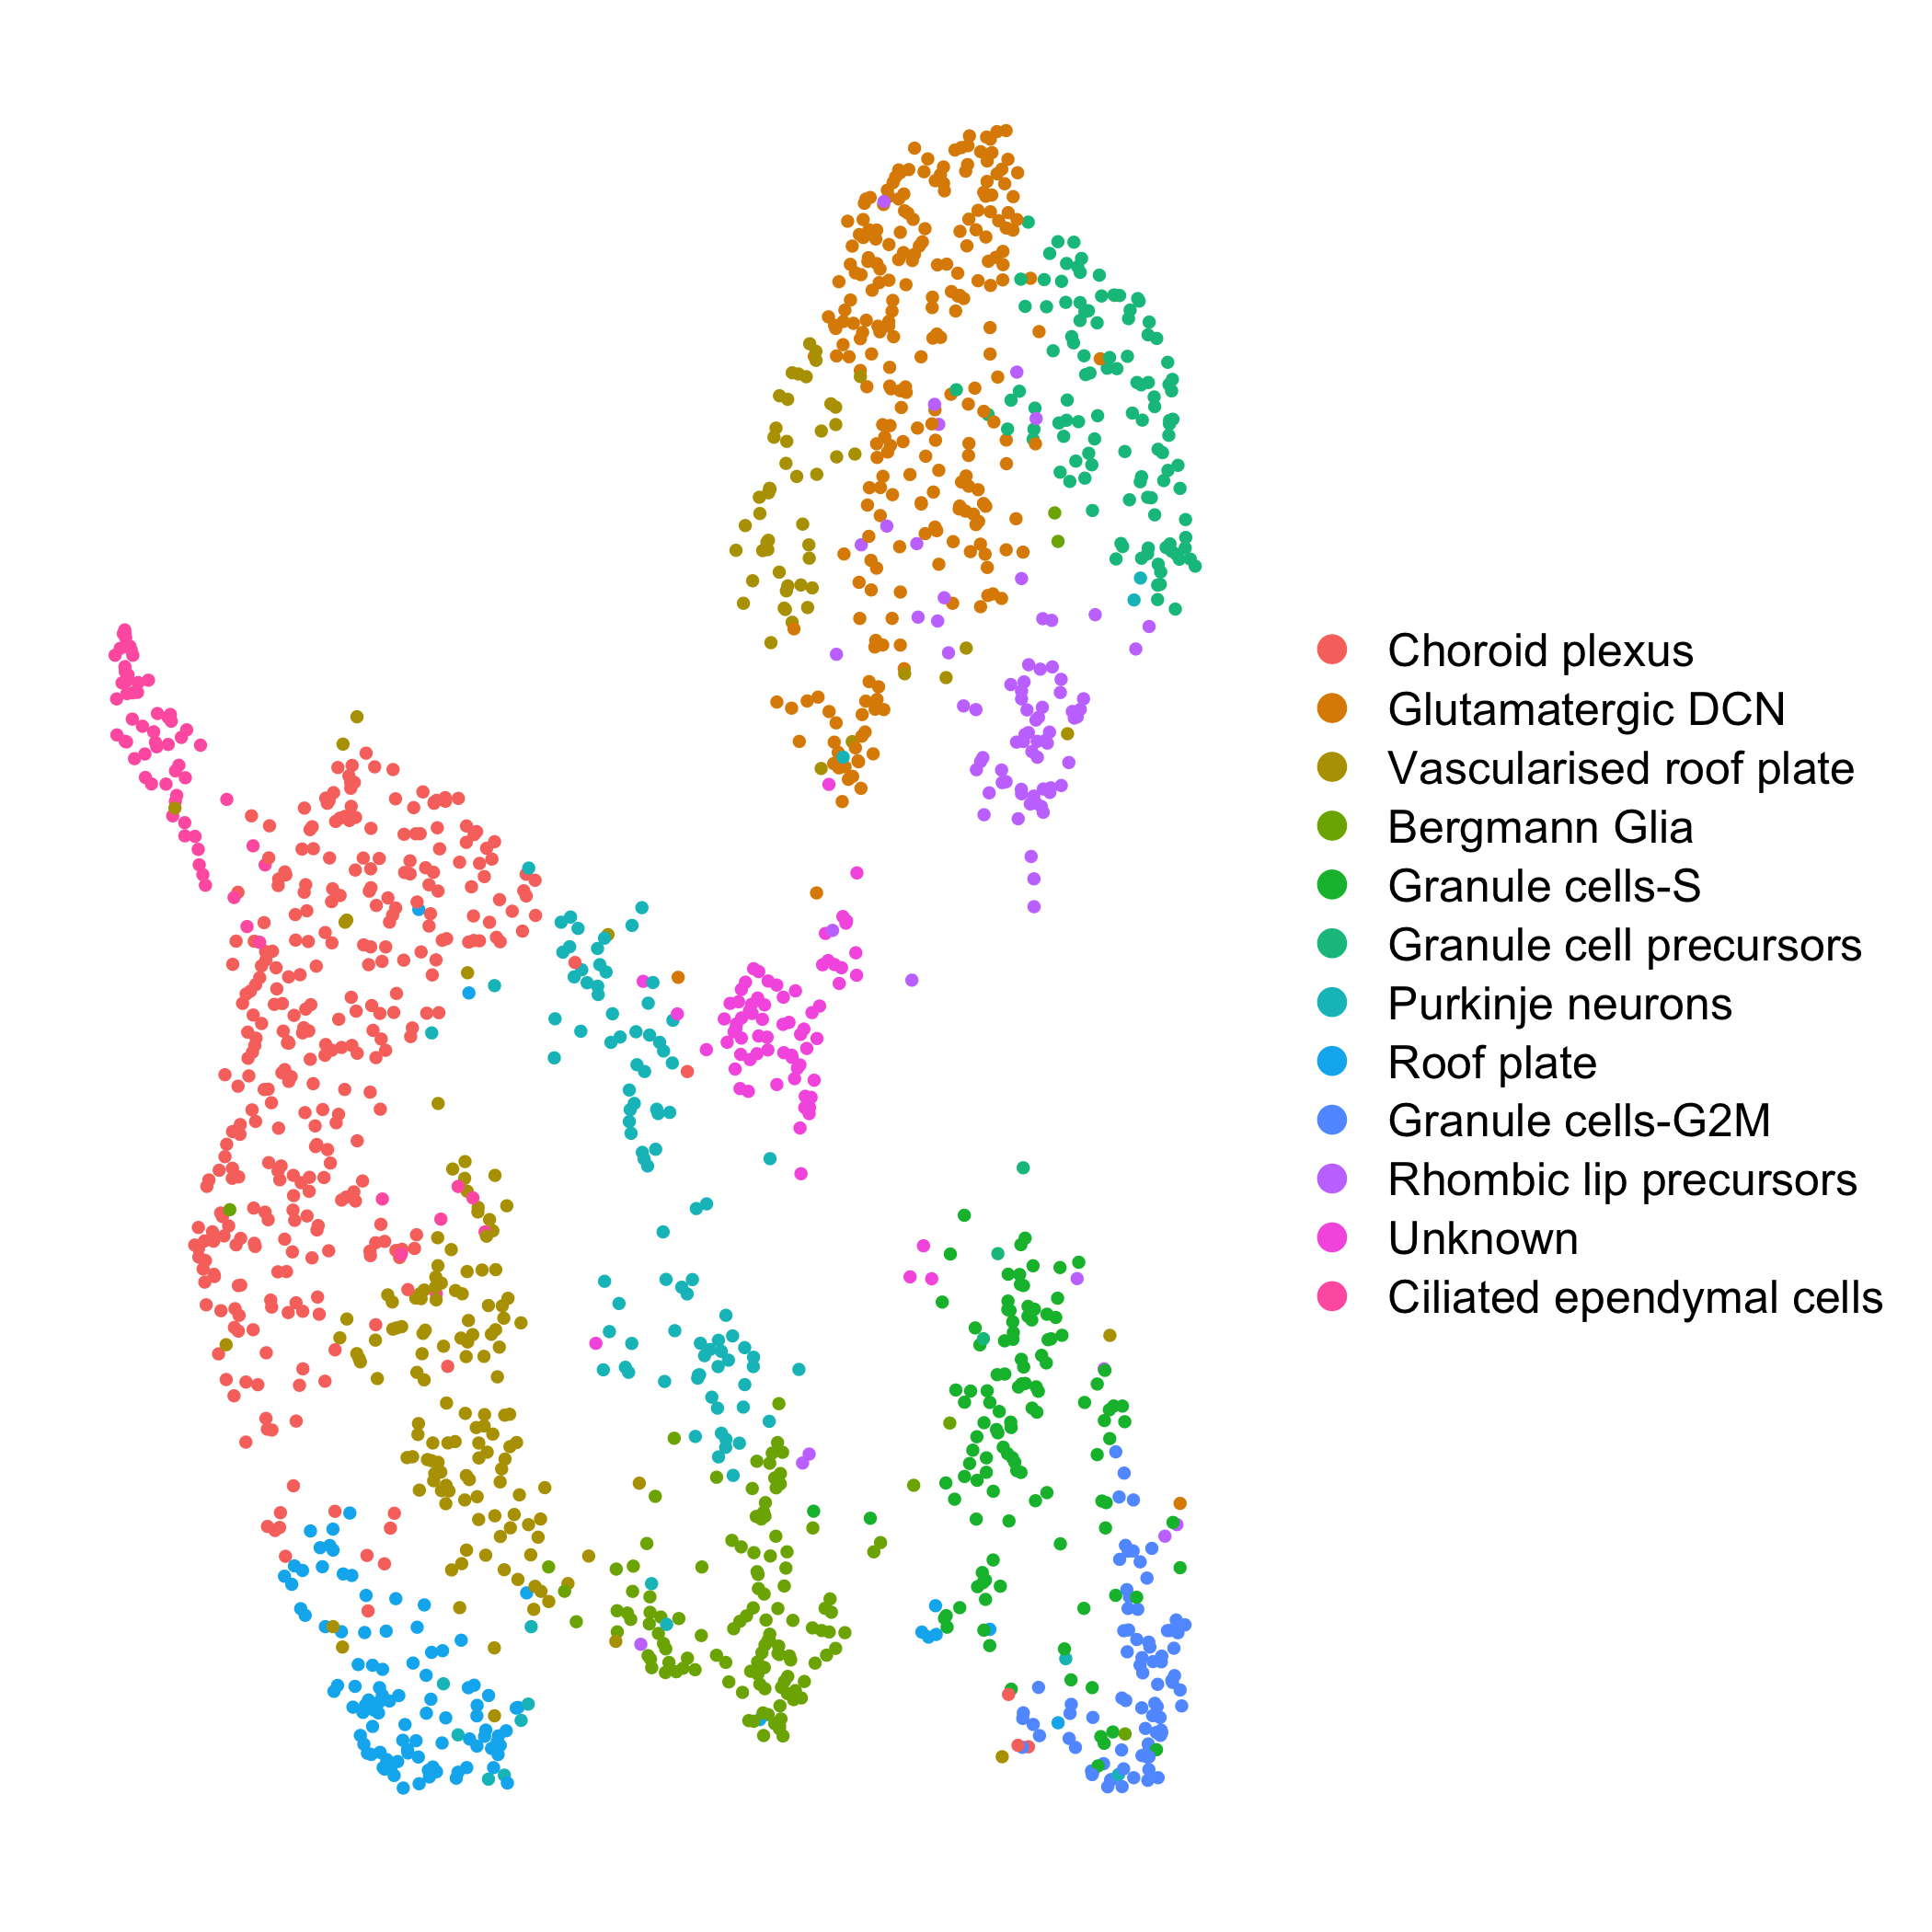 Choroid plexus
Glutamatergic DCN
Vascularised roof plate
Bergmann Glia
Granule cells-S
Granule cell precursors
Purkinje neurons
Roof plate
Granule cells-G2M
Rhombic lip precursors
Unknown
Ciliated ependymal cells